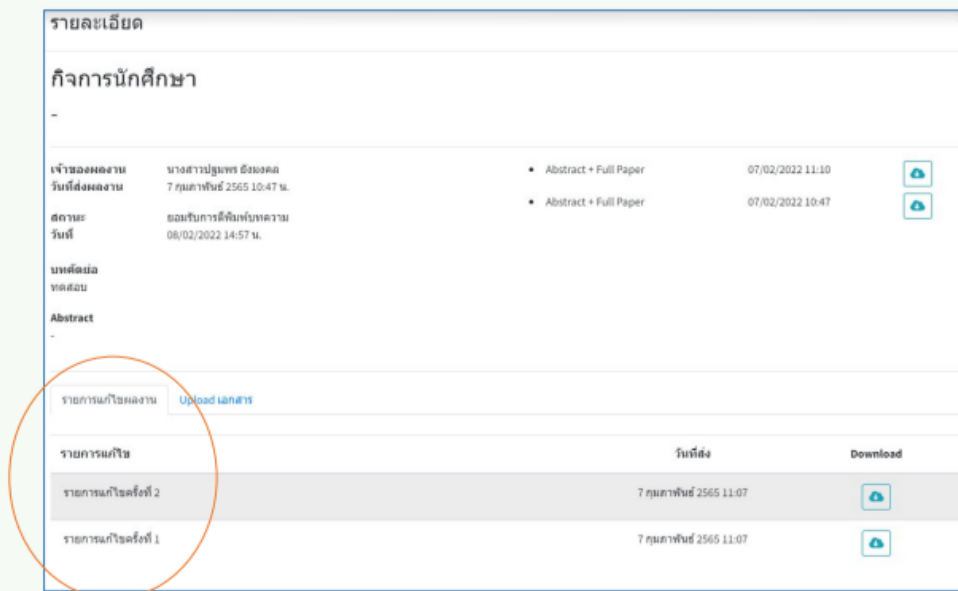 รายละเอียด
กิจการนักศึกษา
-
เจ้าของผลงาน นางสาวปฐมพร อังมงคล • Abstract + Full Paper 07/02/2022 11:10
วันที่ส่งผลงาน 7 กุมภาพันธ์ 2565 10:47 น.
• Abstract + Full Paper 07/02/2022 10:47
สถานะ ยอมรับการตีพิมพ์บทความ
วันที่ 08/02/2022 14:57 น.
บทคัดย่อ
ทดสอบ
Abstract
-
รายการแก้ไขผลงาน Upload เอกสาร
รายการแก้ไข วันที่ส่ง Download
รายการแก้ไขครั้งที่ 2 7 กุมภาพันธ์ 2565 11:07
รายการแก้ไขครั้งที่ 1 7 กุมภาพันธ์ 2565 11:07